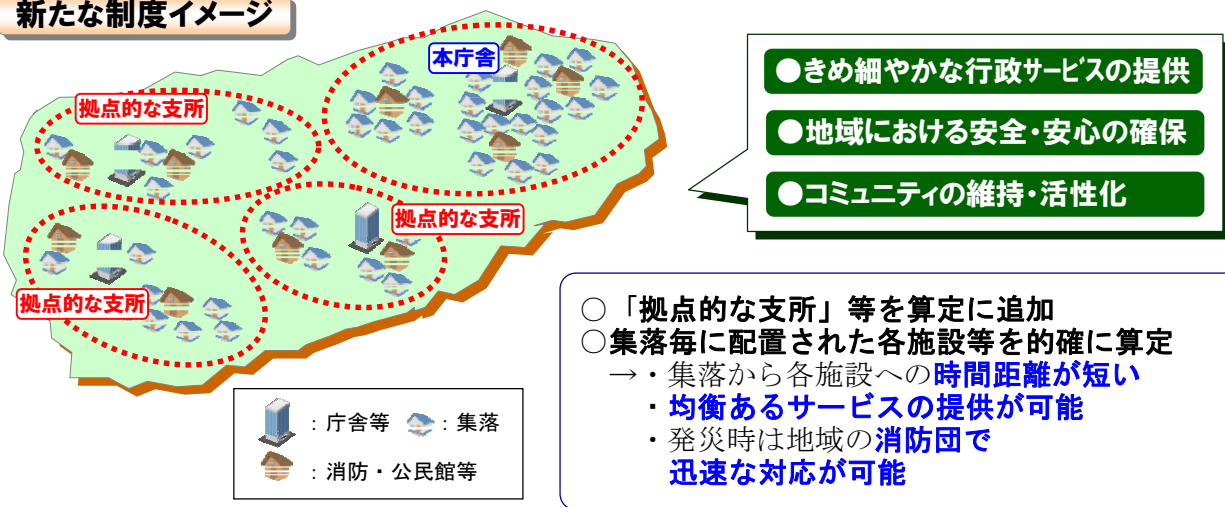 新たな制度イメージ
本庁舎
拠点的な支所
拠点的な支所
拠点的な支所
●きめ細やかな行政サービスの提供
●地域における安全・安心の確保
●コミュニティの維持・活性化
○「拠点的な支所」等を算定に追加
○集落毎に配置された各施設等を的確に算定
→・集落から各施設への時間距離が短い
・均衡あるサービスの提供が可能
・発災時は地域の消防団で
迅速な対応が可能
：庁舎等 ：集落
：消防・公民館等